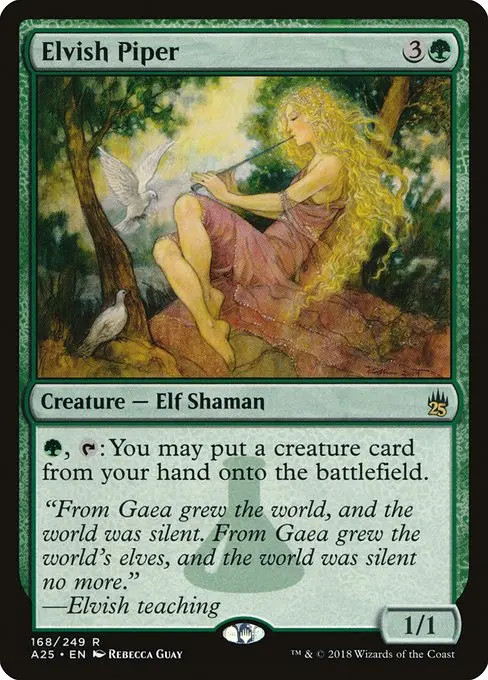 Elvish Piper 3
Creature — Elf Shaman
25
, : You may put a creature card
from your hand onto the battlefield.
“From Gaea grew the world, and the
world was silent. From Gaea grew the
world’s elves, and the world was silent
no more.”
—Elvish teaching
1/1
168/249 R
A25 • EN Rebecca Guay
™ & © 2018 Wizards of the Coast